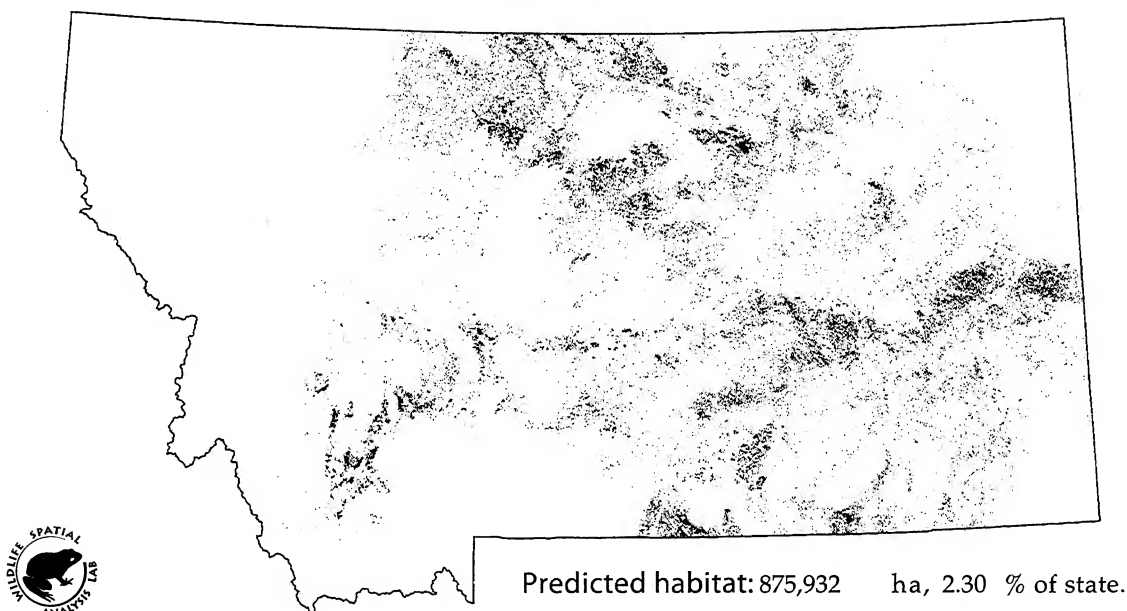 WILDLIFE SPATIAL ANALYSIS LAB
Predicted habitat: 875,932 ha, 2.30 % of state.